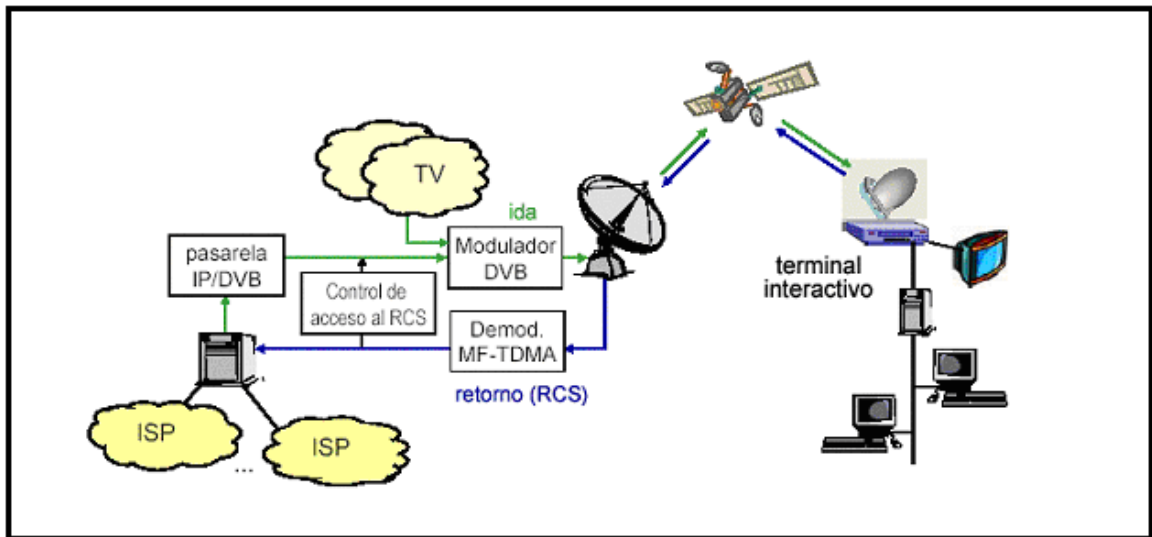 TV
ida
pasarela
IP/DVB
Modulador
DVB
Control de
acceso al RCS
Demod.
MF-TDMA
retorno (RCS)
terminal
interactivo
ISP
...
ISP